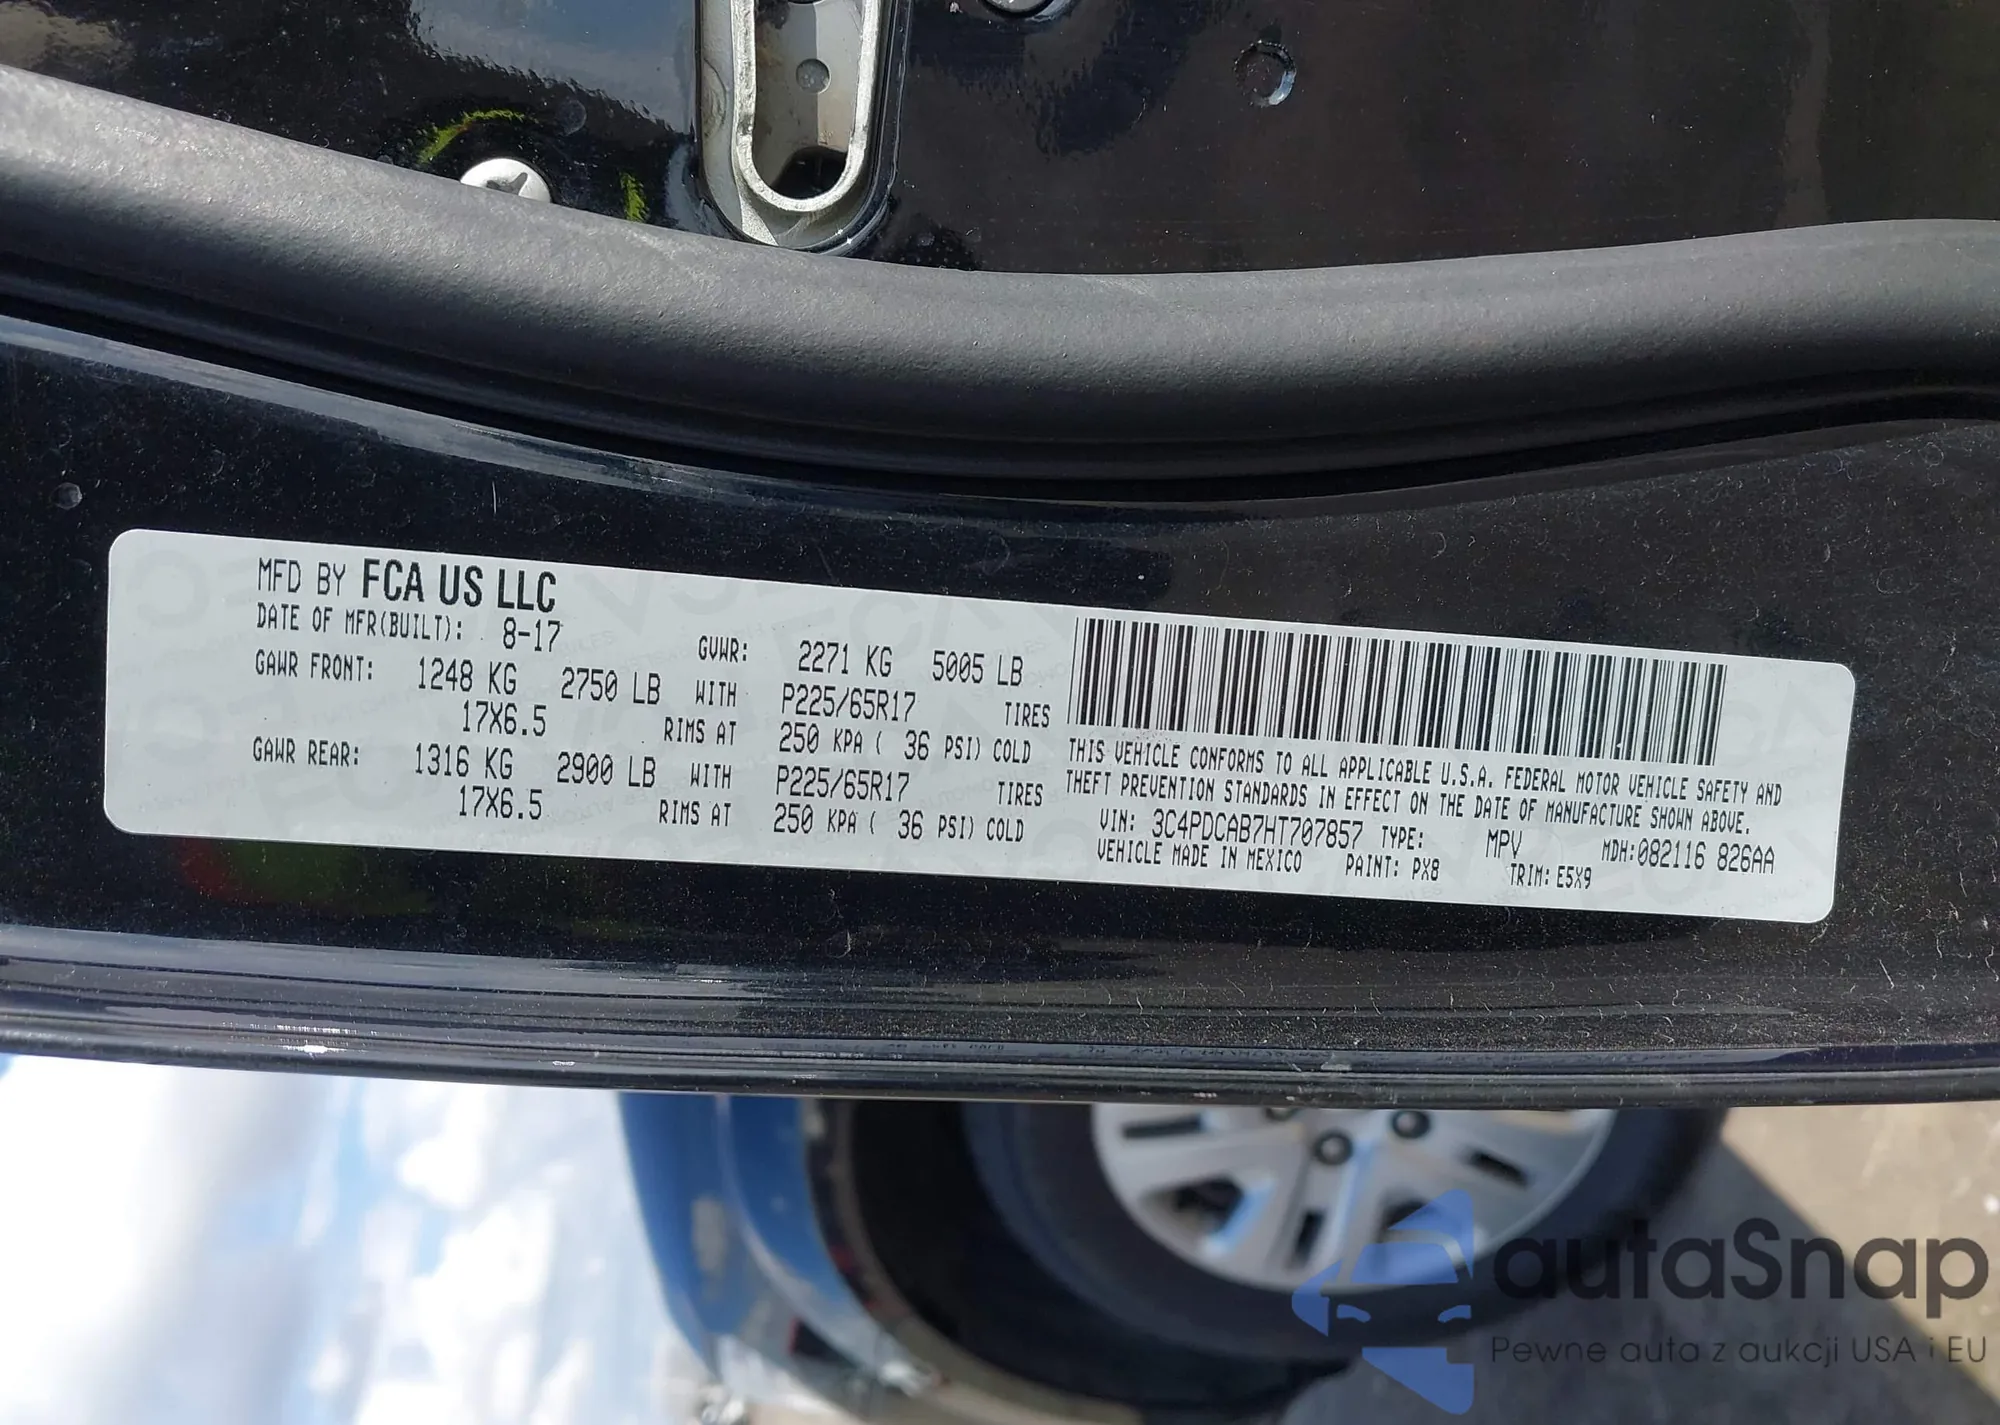 MFD BY FCA US LLC
DATE OF MFR(BUILT): 8-17 GVWR: 2271 KG 5005 LB
GAWR FRONT: 1248 KG 2750 LB WITH P225/65R17 TIRES
17X6.5 RIMS AT 250 KPA ( 36 PSI) COLD
GAWR REAR: 1316 KG 2900 LB WITH P225/65R17 TIRES
17X6.5 RIMS AT 250 KPA ( 36 PSI) COLD
THIS VEHICLE CONFORMS TO ALL APPLICABLE U.S.A. FEDERAL MOTOR VEHICLE SAFETY AND
THEFT PREVENTION STANDARDS IN EFFECT ON THE DATE OF MANUFACTURE SHOWN ABOVE.
VIN: 3C4PDCAB7HT707857 TYPE: MPV MDH:082116 826AA
VEHICLE MADE IN MEXICO PAINT: PX8 TRIM: E5X9
autaSnap
Pewne auta z aukcji USA i EU